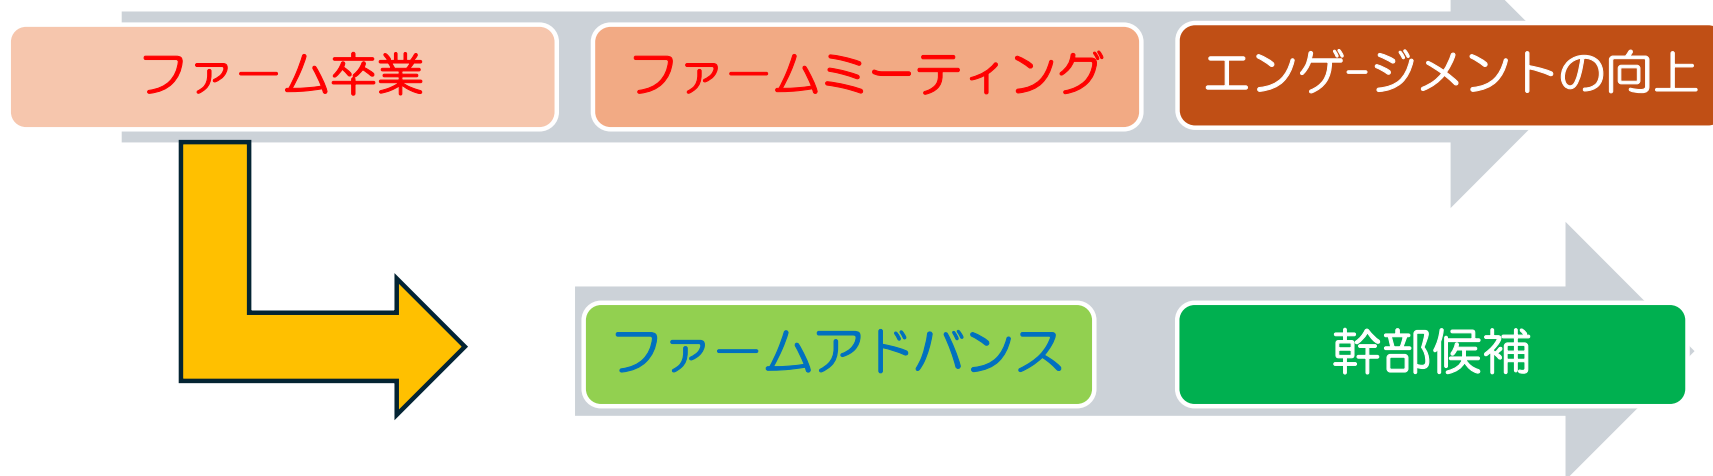 ファーム卒業
ファームミーティング
エンゲージメントの向上
ファームアドバンス
幹部候補